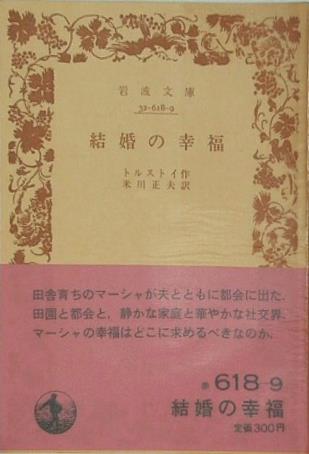 岩波文庫
32-618-9
結婚の幸福
トルストイ作
米川正夫訳
田舎育ちのマーシャが夫とともに都会に出た。
田園と都会と，静かな家庭と華やかな社交界。
マーシャの幸福はどこに求めるべきなのか。
赤 618-9
結婚の幸福
定価300円